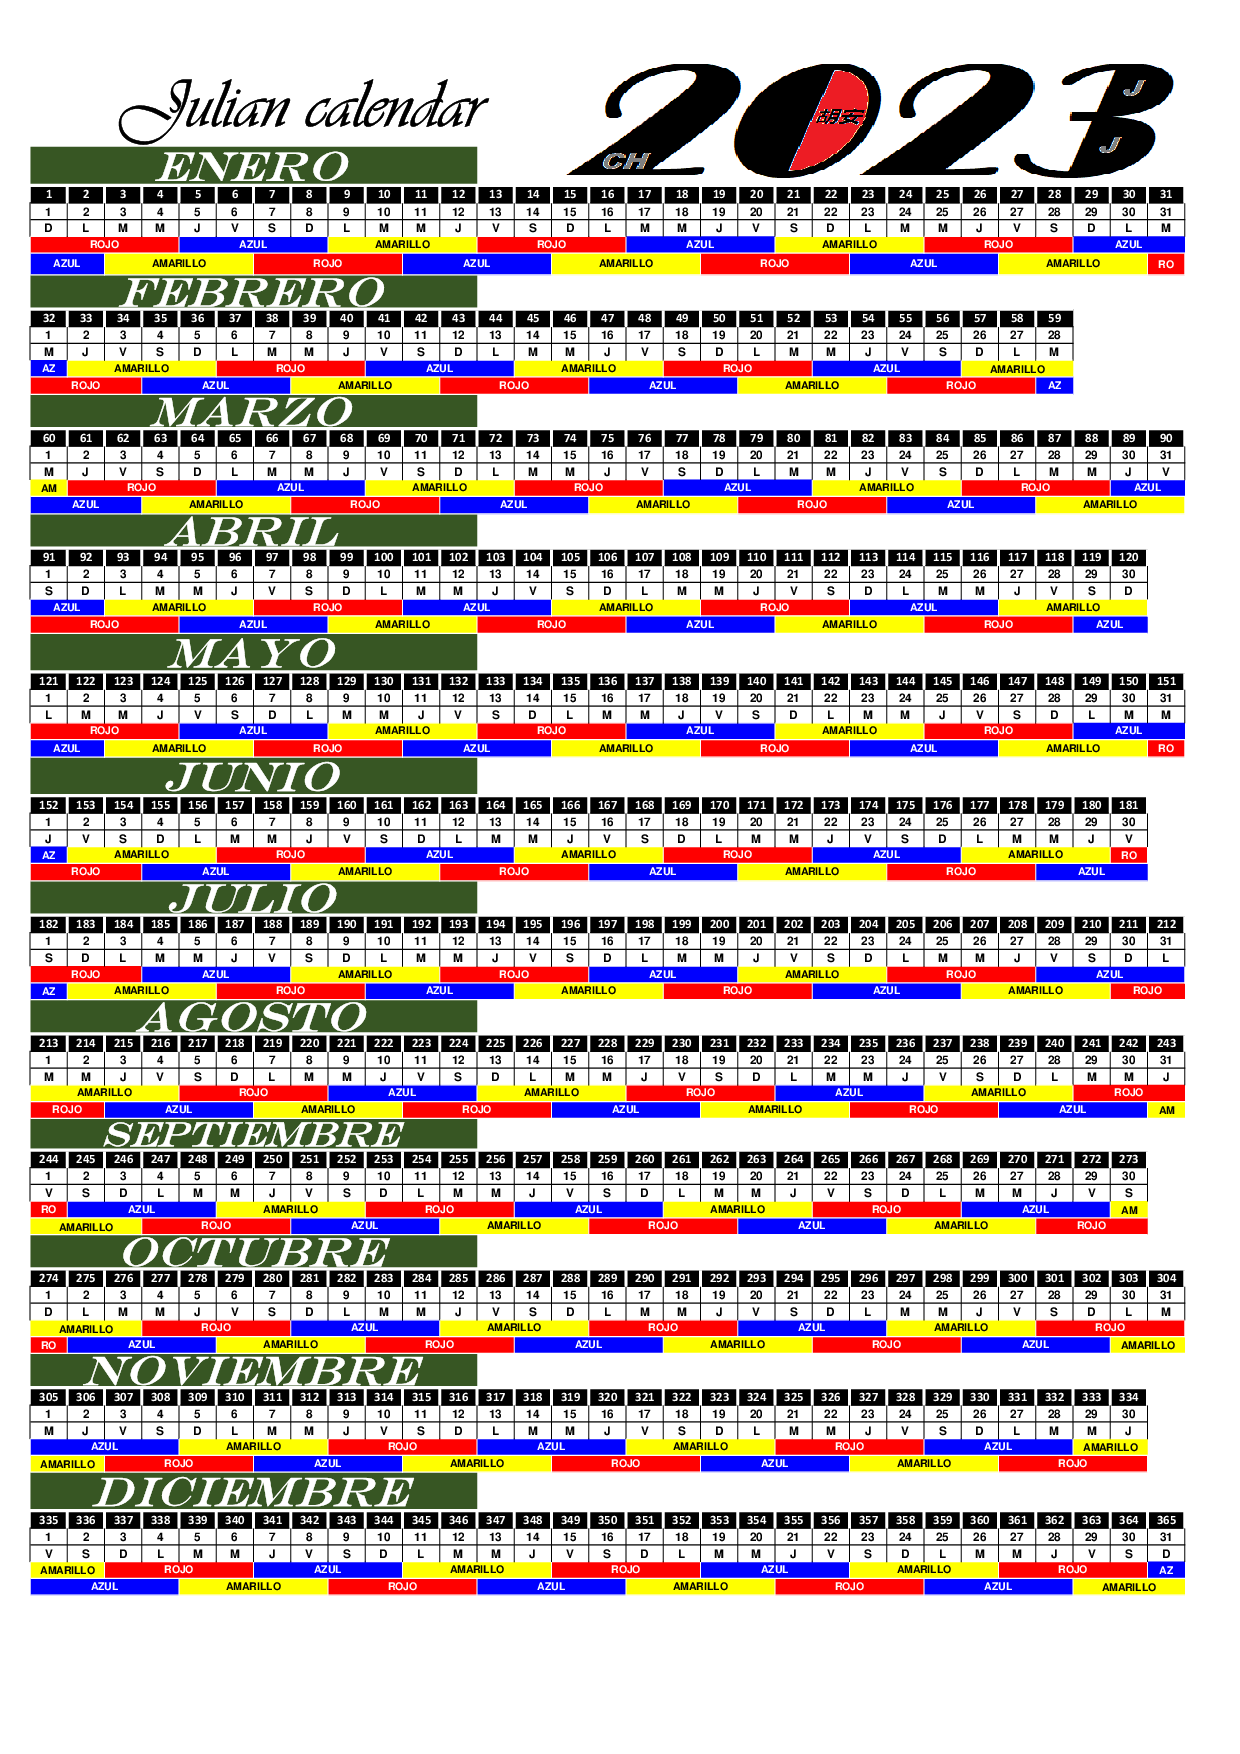 Julian calendar
2023
CH 胡安 J J
ENERO
1 2 3 4 5 6 7 8 9 10 11 12 13 14 15 16 17 18 19 20 21 22 23 24 25 26 27 28 29 30 31
1 2 3 4 5 6 7 8 9 10 11 12 13 14 15 16 17 18 19 20 21 22 23 24 25 26 27 28 29 30 31
D L M M J V S D L M M J V S D L M M J V S D L M M J V S D L M
ROJO AZUL AMARILLO ROJO AZUL AMARILLO ROJO AZUL
AZUL AMARILLO ROJO AZUL AMARILLO ROJO AZUL AMARILLO RO
FEBRERO
32 33 34 35 36 37 38 39 40 41 42 43 44 45 46 47 48 49 50 51 52 53 54 55 56 57 58 59
1 2 3 4 5 6 7 8 9 10 11 12 13 14 15 16 17 18 19 20 21 22 23 24 25 26 27 28
M J V S D L M M J V S D L M M J V S D L M M J V S D L M
AZ AMARILLO ROJO AZUL AMARILLO ROJO AZUL AMARILLO
ROJO AZUL AMARILLO ROJO AZUL AMARILLO ROJO AZ
MARZO
60 61 62 63 64 65 66 67 68 69 70 71 72 73 74 75 76 77 78 79 80 81 82 83 84 85 86 87 88 89 90
1 2 3 4 5 6 7 8 9 10 11 12 13 14 15 16 17 18 19 20 21 22 23 24 25 26 27 28 29 30 31
M J V S D L M M J V S D L M M J V S D L M M J V S D L M M J V
AM ROJO AZUL AMARILLO ROJO AZUL AMARILLO ROJO AZUL
AZUL AMARILLO ROJO AZUL AMARILLO ROJO AZUL AMARILLO
ABRIL
91 92 93 94 95 96 97 98 99 100 101 102 103 104 105 106 107 108 109 110 111 112 113 114 115 116 117 118 119 120
1 2 3 4 5 6 7 8 9 10 11 12 13 14 15 16 17 18 19 20 21 22 23 24 25 26 27 28 29 30
S D L M M J V S D L M M J V S D L M M J V S D L M M J V S D
AZUL AMARILLO ROJO AZUL AMARILLO ROJO AZUL AMARILLO
ROJO AZUL AMARILLO ROJO AZUL AMARILLO ROJO AZUL
MAYO
121 122 123 124 125 126 127 128 129 130 131 132 133 134 135 136 137 138 139 140 141 142 143 144 145 146 147 148 149 150 151
1 2 3 4 5 6 7 8 9 10 11 12 13 14 15 16 17 18 19 20 21 22 23 24 25 26 27 28 29 30 31
L M M J V S D L M M J V S D L M M J V S D L M M J V S D L M M
ROJO AZUL AMARILLO ROJO AZUL AMARILLO ROJO AZUL
AZUL AMARILLO ROJO AZUL AMARILLO ROJO AZUL AMARILLO RO
JUNIO
152 153 154 155 156 157 158 159 160 161 162 163 164 165 166 167 168 169 170 171 172 173 174 175 176 177 178 179 180 181
1 2 3 4 5 6 7 8 9 10 11 12 13 14 15 16 17 18 19 20 21 22 23 24 25 26 27 28 29 30
J V S D L M M J V S D L M M J V S D L M M J V S D L M M J V
AZ AMARILLO ROJO AZUL AMARILLO ROJO AZUL AMARILLO RO
ROJO AZUL AMARILLO ROJO AZUL AMARILLO ROJO AZUL
JULIO
182 183 184 185 186 187 188 189 190 191 192 193 194 195 196 197 198 199 200 201 202 203 204 205 206 207 208 209 210 211 212
1 2 3 4 5 6 7 8 9 10 11 12 13 14 15 16 17 18 19 20 21 22 23 24 25 26 27 28 29 30 31
S D L M M J V S D L M M J V S D L M M J V S D L M M J V S D L
ROJO AZUL AMARILLO ROJO AZUL AMARILLO ROJO AZUL
AZ AMARILLO ROJO AZUL AMARILLO ROJO AZUL AMARILLO ROJO
AGOSTO
213 214 215 216 217 218 219 220 221 222 223 224 225 226 227 228 229 230 231 232 233 234 235 236 237 238 239 240 241 242 243
1 2 3 4 5 6 7 8 9 10 11 12 13 14 15 16 17 18 19 20 21 22 23 24 25 26 27 28 29 30 31
M M J V S D L M M J V S D L M M J V S D L M M J V S D L M M J
AMARILLO ROJO AZUL AMARILLO ROJO AZUL AMARILLO ROJO
ROJO AZUL AMARILLO ROJO AZUL AMARILLO ROJO AZUL AM
SEPTIEMBRE
244 245 246 247 248 249 250 251 252 253 254 255 256 257 258 259 260 261 262 263 264 265 266 267 268 269 270 271 272 273
1 2 3 4 5 6 7 8 9 10 11 12 13 14 15 16 17 18 19 20 21 22 23 24 25 26 27 28 29 30
V S D L M M J V S D L M M J V S D L M M J V S D L M M J V S
RO AZUL AMARILLO ROJO AZUL AMARILLO ROJO AZUL AM
AMARILLO ROJO AZUL AMARILLO ROJO AZUL AMARILLO ROJO
OCTUBRE
274 275 276 277 278 279 280 281 282 283 284 285 286 287 288 289 290 291 292 293 294 295 296 297 298 299 300 301 302 303 304
1 2 3 4 5 6 7 8 9 10 11 12 13 14 15 16 17 18 19 20 21 22 23 24 25 26 27 28 29 30 31
D L M M J V S D L M M J V S D L M M J V S D L M M J V S D L M
AMARILLO ROJO AZUL AMARILLO ROJO AZUL AMARILLO ROJO
RO AZUL AMARILLO ROJO AZUL AMARILLO ROJO AZUL AMARILLO
NOVIEMBRE
305 306 307 308 309 310 311 312 313 314 315 316 317 318 319 320 321 322 323 324 325 326 327 328 329 330 331 332 333 334
1 2 3 4 5 6 7 8 9 10 11 12 13 14 15 16 17 18 19 20 21 22 23 24 25 26 27 28 29 30
M J V S D L M M J V S D L M M J V S D L M M J V S D L M M J
AZUL AMARILLO ROJO AZUL AMARILLO ROJO AZUL AMARILLO
AMARILLO ROJO AZUL AMARILLO ROJO AZUL AMARILLO ROJO
DICIEMBRE
335 336 337 338 339 340 341 342 343 344 345 346 347 348 349 350 351 352 353 354 355 356 357 358 359 360 361 362 363 364 365
1 2 3 4 5 6 7 8 9 10 11 12 13 14 15 16 17 18 19 20 21 22 23 24 25 26 27 28 29 30 31
V S D L M M J V S D L M M J V S D L M M J V S D L M M J V S D
AMARILLO ROJO AZUL AMARILLO ROJO AZUL AMARILLO ROJO AZ
AZUL AMARILLO ROJO AZUL AMARILLO ROJO AZUL AMARILLO